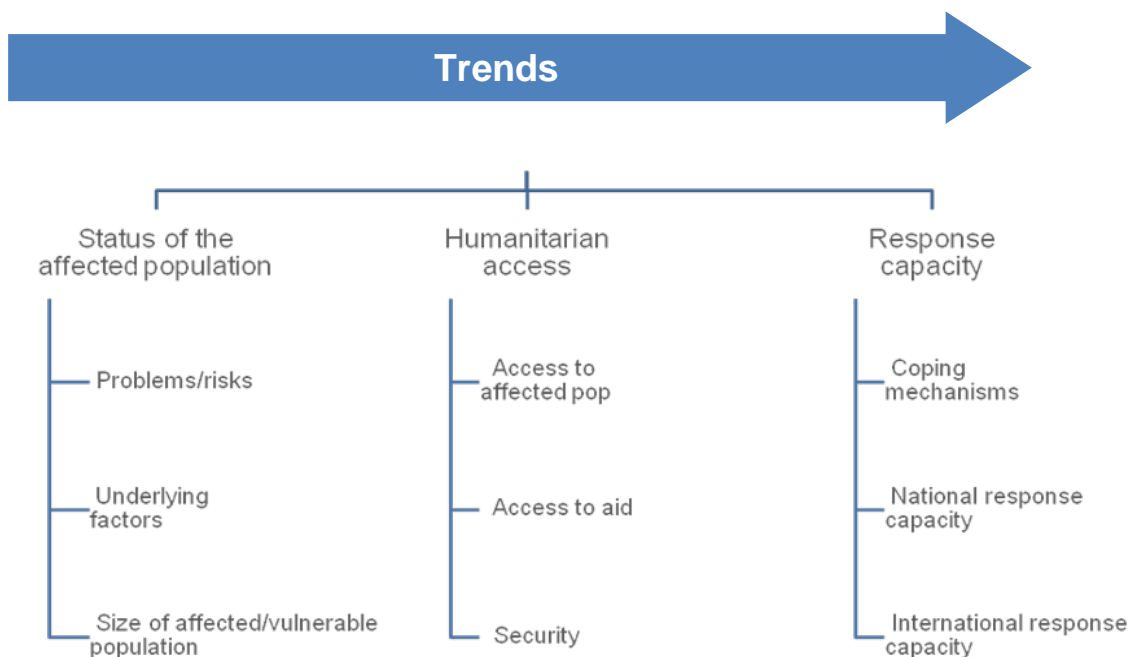 Trends
Status of the
affected population
Problems/risks
Underlying
factors
Size of affected/vulnerable
population
Humanitarian
access
Access to
affected pop
Access to aid
Security
Response
capacity
Coping
mechanisms
National response
capacity
International response
capacity